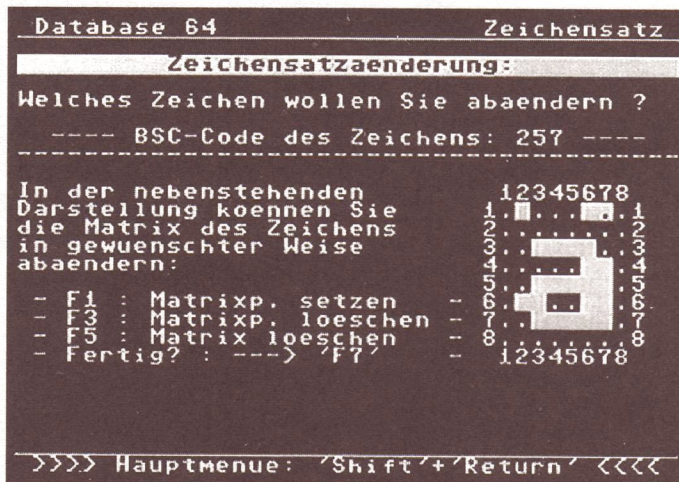 Database 64 Zeichensatz
Zeichensatzaenderung:
Welches Zeichen wollen Sie abaendern ?
---- BSC-Code des Zeichens: 257 ----
In der nebenstehenden 12345678
Darstellung koennen Sie 1 1
die Matrix des Zeichens 2 2
in gewuenschter Weise 3 3
abaendern: 4 4
5 5
- F1 : Matrixp. setzen - 6 6
- F3 : Matrixp. loeschen - 7 7
- F5 : Matrix loeschen - 8 8
- Fertig? : ---> 'F7' - 12345678
>>>> Hauptmenue: 'Shift'+'Return' <<<<